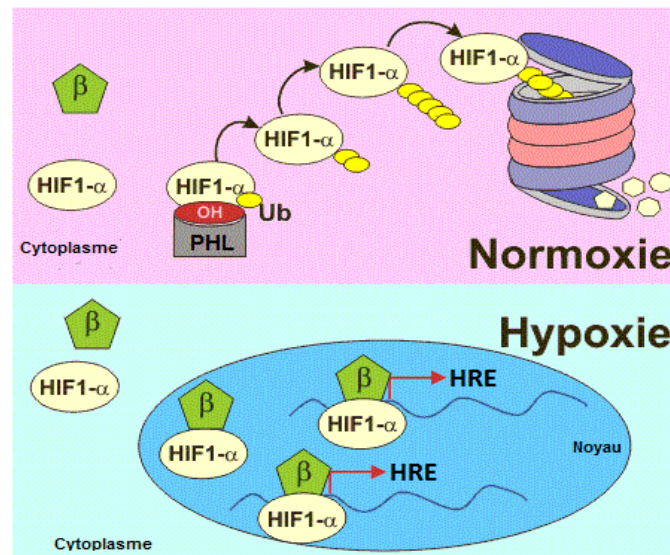 HIF1-α
HIF1-α
β
HIF1-α
HIF1-α
HIF1-α
OH
Ub
PHL
Cytoplasme
Normoxie
β
Hypoxie
HIF1-α
β
HRE
β
HIF1-α
HIF1-α
Noyau
β
HRE
HIF1-α
Cytoplasme